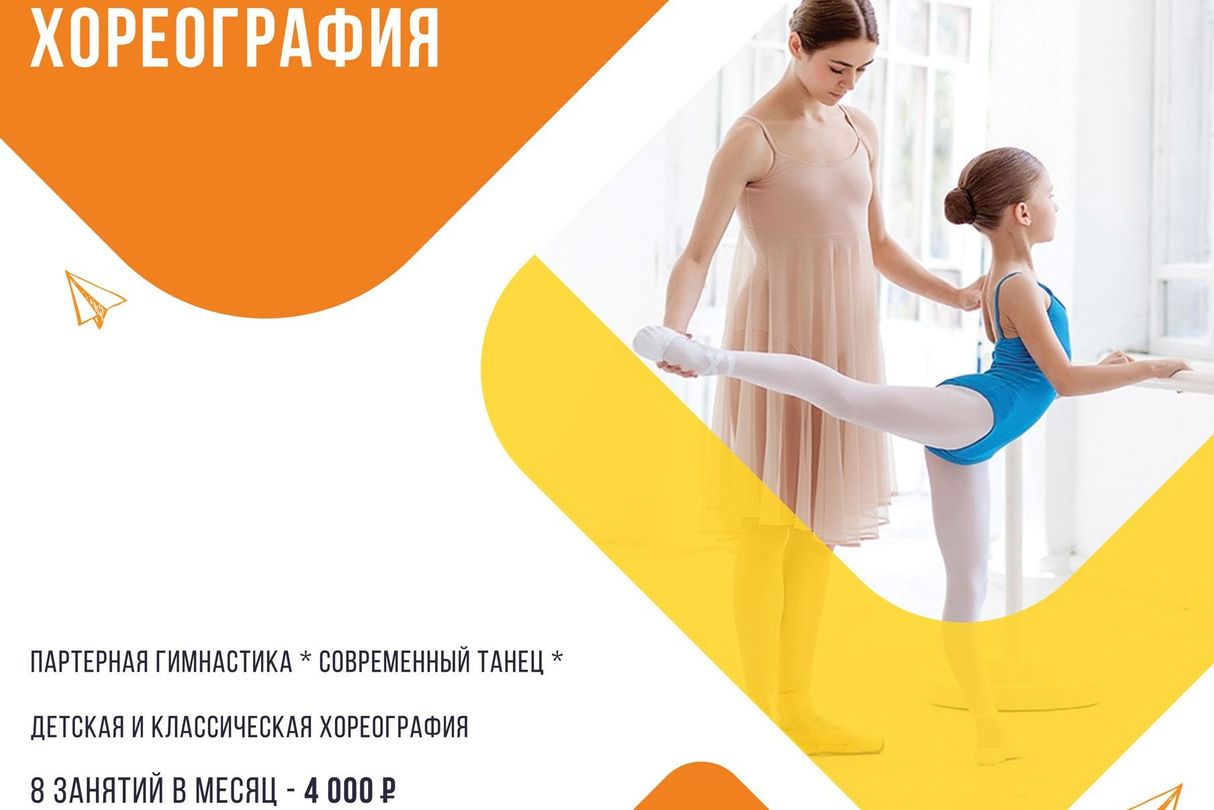 ХОРЕОГРАФИЯ
ПАРТЕРНАЯ ГИМНАСТИКА * СОВРЕМЕННЫЙ ТАНЕЦ *
ДЕТСКАЯ И КЛАССИЧЕСКАЯ ХОРЕОГРАФИЯ
8 ЗАНЯТИЙ В МЕСЯЦ - 4 000 ₽